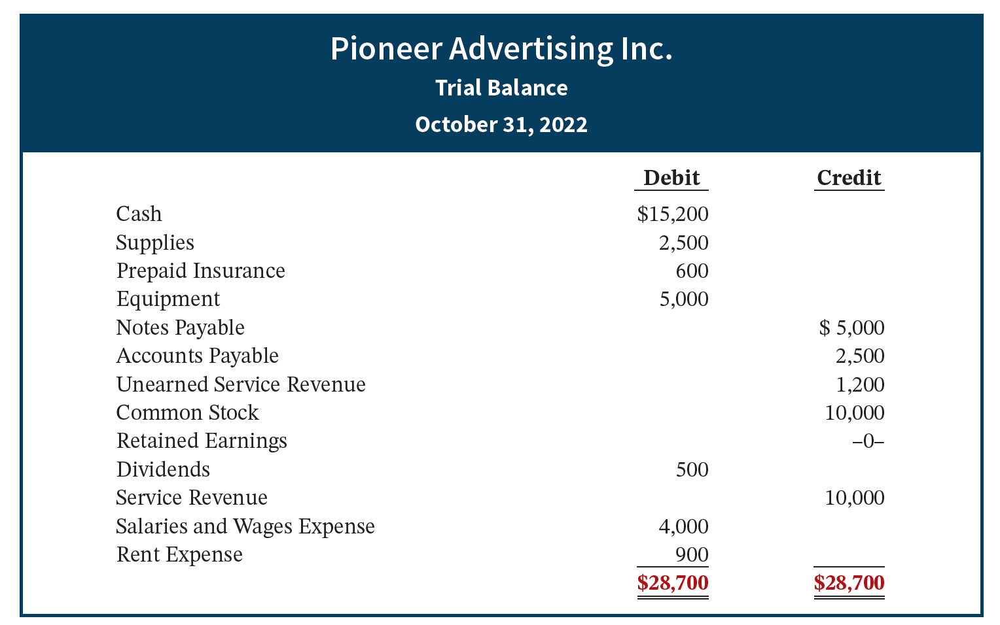 Pioneer Advertising Inc.
Trial Balance
October 31, 2022
Debit Credit
Cash $15,200
Supplies 2,500
Prepaid Insurance 600
Equipment 5,000
Notes Payable $ 5,000
Accounts Payable 2,500
Unearned Service Revenue 1,200
Common Stock 10,000
Retained Earnings –0–
Dividends 500
Service Revenue 10,000
Salaries and Wages Expense 4,000
Rent Expense 900
$28,700 $28,700